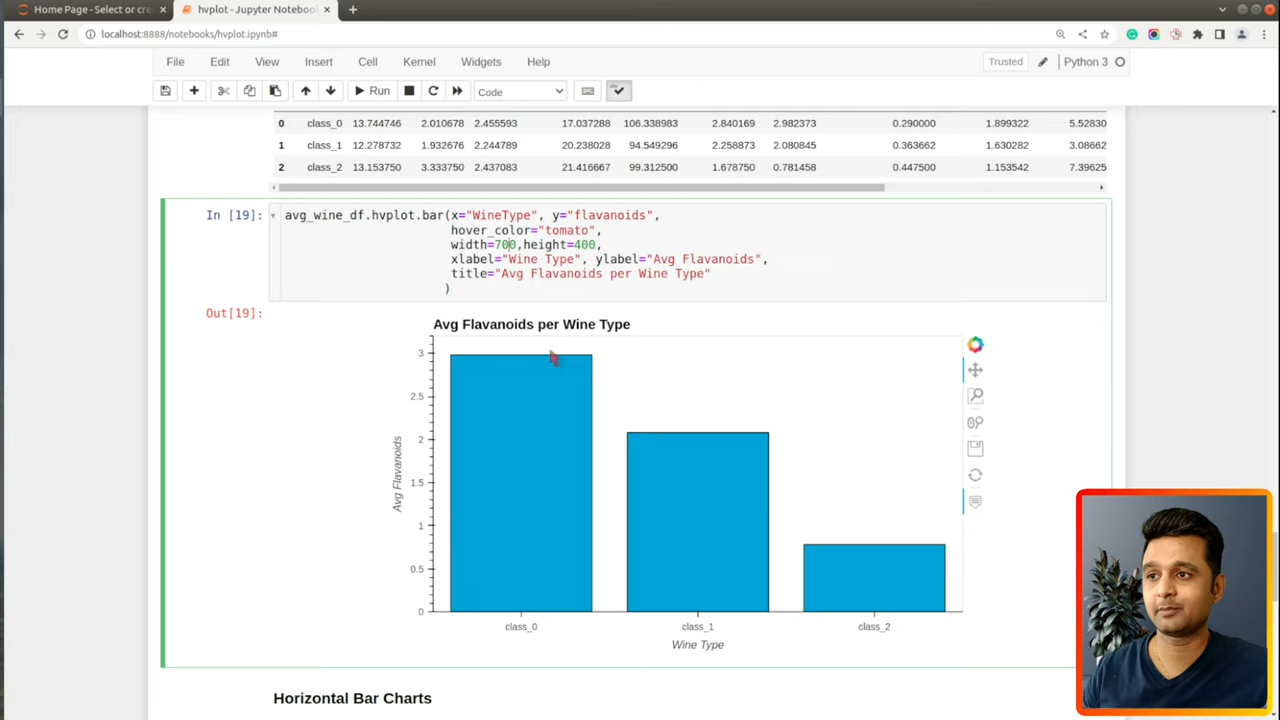 Home Page - Select or cre
hvplot - Jupyter Notebook
localhost:8888/notebooks/hvplot.ipynb#
File Edit View Insert Cell Kernel Widgets Help
Trusted Python 3
Run Code
0 class_0 13.744746 2.010678 2.455593 17.037288 106.338983 2.840169 2.982373 0.290000 1.899322 5.52830
1 class_1 12.278732 1.932676 2.244789 20.238028 94.549296 2.258873 2.080845 0.363662 1.630282 3.08662
2 class_2 13.153750 3.333750 2.437083 21.416667 99.312500 1.678750 0.781458 0.447500 1.153542 7.39625
In [19]: avg_wine_df.hvplot.bar(x="WineType", y="flavanoids",
hover_color="tomato",
width=700,height=400,
xlabel="Wine Type", ylabel="Avg Flavanoids",
title="Avg Flavanoids per Wine Type"
)
Out[19]:
Avg Flavanoids per Wine Type
3
2.5
2
1.5
1
0.5
0
Avg Flavanoids
class_0 class_1 class_2
Wine Type
Horizontal Bar Charts